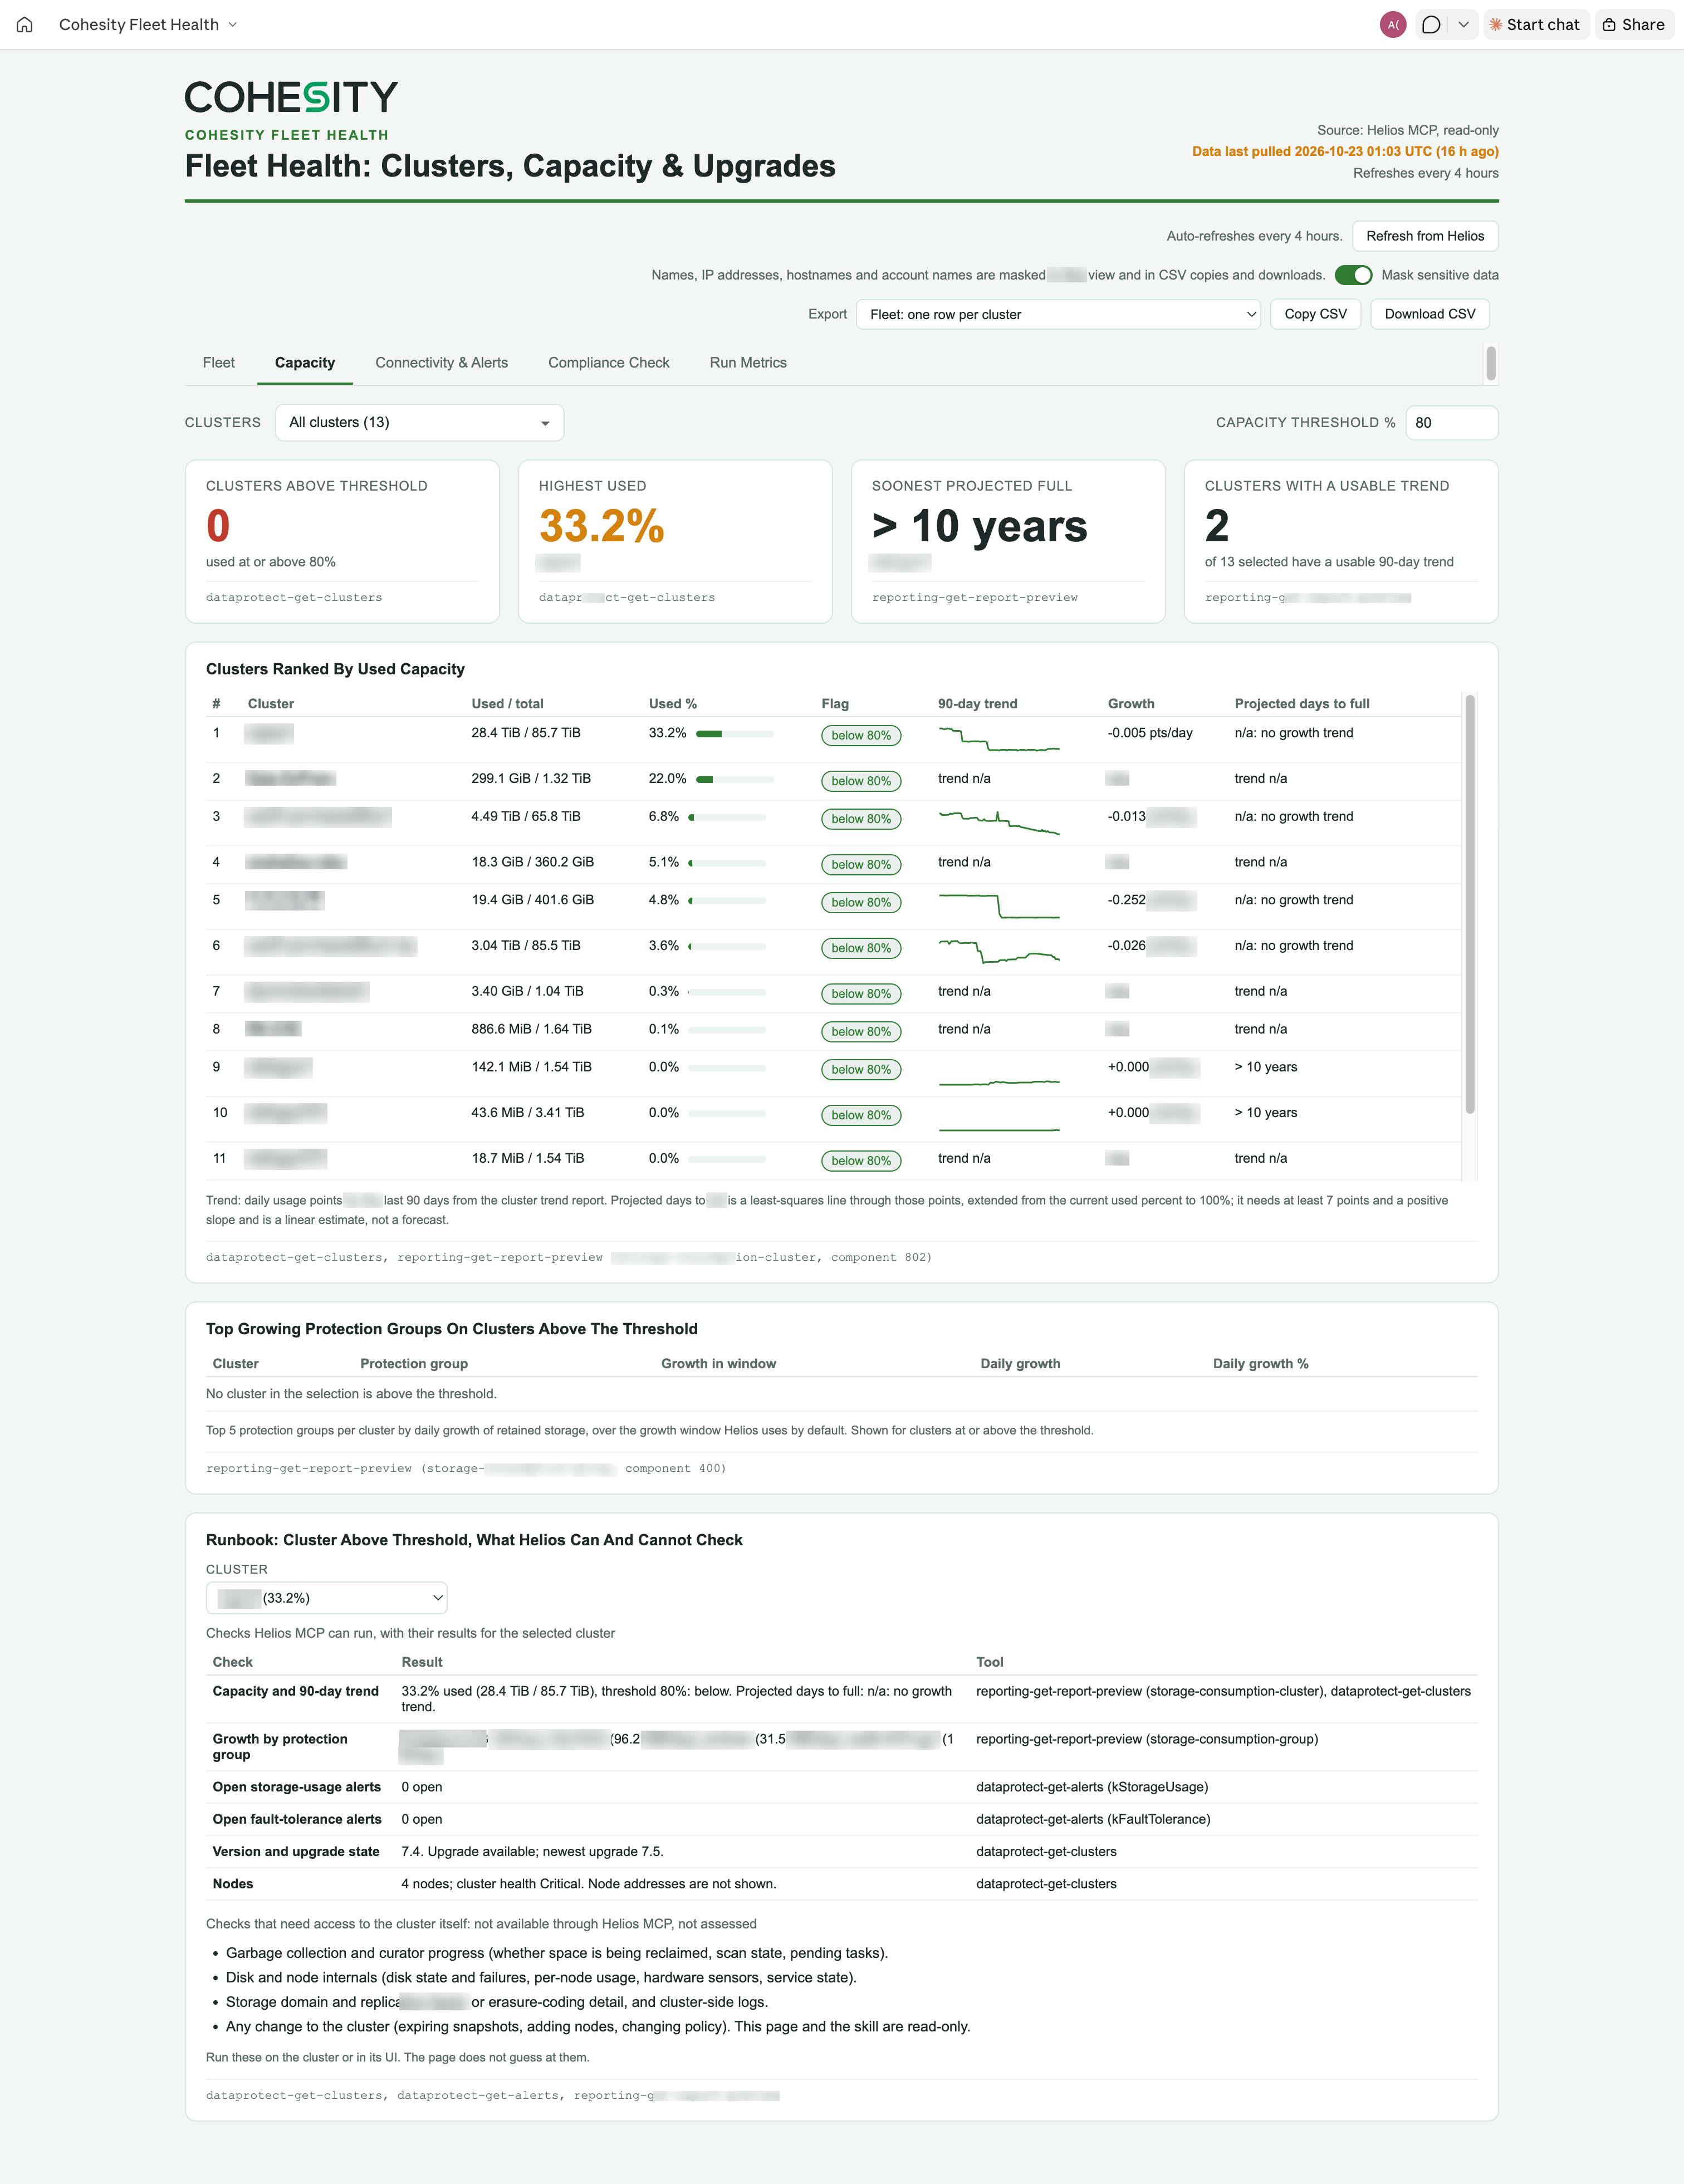 Cohesity Fleet Health
A(
Start chat
Share
COHESITY
COHESITY FLEET HEALTH
Fleet Health: Clusters, Capacity & Upgrades
Source: Helios MCP, read-only
Data last pulled 2026-10-23 01:03 UTC (16 h ago)
Refreshes every 4 hours
Auto-refreshes every 4 hours.
Refresh from Helios
Names, IP addresses, hostnames and account names are masked view and in CSV copies and downloads.
Mask sensitive data
Export
Fleet: one row per cluster
Copy CSV
Download CSV
Fleet
Capacity
Connectivity & Alerts
Compliance Check
Run Metrics
CLUSTERS
All clusters (13)
CAPACITY THRESHOLD %
80
CLUSTERS ABOVE THRESHOLD
0
used at or above 80%
dataprotect-get-clusters
HIGHEST USED
33.2%
datapr ct-get-clusters
SOONEST PROJECTED FULL
> 10 years
reporting-get-report-preview
CLUSTERS WITH A USABLE TREND
2
of 13 selected have a usable 90-day trend
reporting-g
Clusters Ranked By Used Capacity
# Cluster Used / total Used % Flag 90-day trend Growth Projected days to full
1 28.4 TiB / 85.7 TiB 33.2% below 80% -0.005 pts/day n/a: no growth trend
2 299.1 GiB / 1.32 TiB 22.0% below 80% trend n/a trend n/a
3 4.49 TiB / 65.8 TiB 6.8% below 80% -0.013 n/a: no growth trend
4 18.3 GiB / 360.2 GiB 5.1% below 80% trend n/a trend n/a
5 19.4 GiB / 401.6 GiB 4.8% below 80% -0.252 n/a: no growth trend
6 3.04 TiB / 85.5 TiB 3.6% below 80% -0.026 n/a: no growth trend
7 3.40 GiB / 1.04 TiB 0.3% below 80% trend n/a trend n/a
8 886.6 MiB / 1.64 TiB 0.1% below 80% trend n/a trend n/a
9 142.1 MiB / 1.54 TiB 0.0% below 80% +0.000 > 10 years
10 43.6 MiB / 3.41 TiB 0.0% below 80% +0.000 > 10 years
11 18.7 MiB / 1.54 TiB 0.0% below 80% trend n/a trend n/a
Trend: daily usage points last 90 days from the cluster trend report. Projected days to is a least-squares line through those points, extended from the current used percent to 100%; it needs at least 7 points and a positive
slope and is a linear estimate, not a forecast.
dataprotect-get-clusters, reporting-get-report-preview ion-cluster, component 802)
Top Growing Protection Groups On Clusters Above The Threshold
Cluster Protection group Growth in window Daily growth Daily growth %
No cluster in the selection is above the threshold.
Top 5 protection groups per cluster by daily growth of retained storage, over the growth window Helios uses by default. Shown for clusters at or above the threshold.
reporting-get-report-preview (storage- component 400)
Runbook: Cluster Above Threshold, What Helios Can And Cannot Check
CLUSTER
(33.2%)
Checks Helios MCP can run, with their results for the selected cluster
Check Result Tool
Capacity and 90-day trend 33.2% used (28.4 TiB / 85.7 TiB), threshold 80%: below. Projected days to full: n/a: no growth
trend. reporting-get-report-preview (storage-consumption-cluster), dataprotect-get-clusters
Growth by protection
group (96.2 (31.5 (1 reporting-get-report-preview (storage-consumption-group)
Open storage-usage alerts 0 open dataprotect-get-alerts (kStorageUsage)
Open fault-tolerance alerts 0 open dataprotect-get-alerts (kFaultTolerance)
Version and upgrade state 7.4. Upgrade available; newest upgrade 7.5. dataprotect-get-clusters
Nodes 4 nodes; cluster health Critical. Node addresses are not shown. dataprotect-get-clusters
Checks that need access to the cluster itself: not available through Helios MCP, not assessed
• Garbage collection and curator progress (whether space is being reclaimed, scan state, pending tasks).
• Disk and node internals (disk state and failures, per-node usage, hardware sensors, service state).
• Storage domain and replica or erasure-coding detail, and cluster-side logs.
• Any change to the cluster (expiring snapshots, adding nodes, changing policy). This page and the skill are read-only.
Run these on the cluster or in its UI. The page does not guess at them.
dataprotect-get-clusters, dataprotect-get-alerts, reporting-g